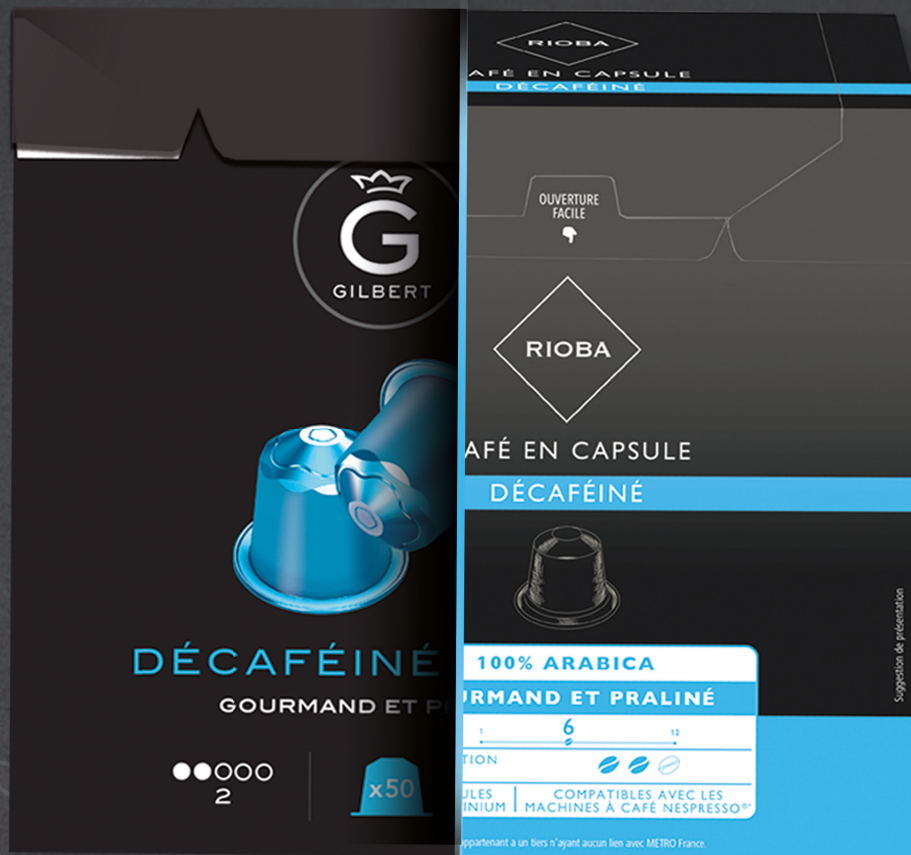 G
GILBERT
DÉCAFÉINÉ
GOURMAND ET P
2
x50
RIOBA
AFÉ EN CAPSULE
DÉCAFÉINÉ
OUVERTURE
FACILE
RIOBA
AFÉ EN CAPSULE
DÉCAFÉINÉ
Suggestion de présentation
100% ARABICA
URMAND ET PRALINÉ
1 6 12
TION
ULES
INIUM
COMPATIBLES AVEC LES
MACHINES À CAFÉ NESPRESSO®*
appartenant a un tiers n'ayant aucun lien avec METRO France.